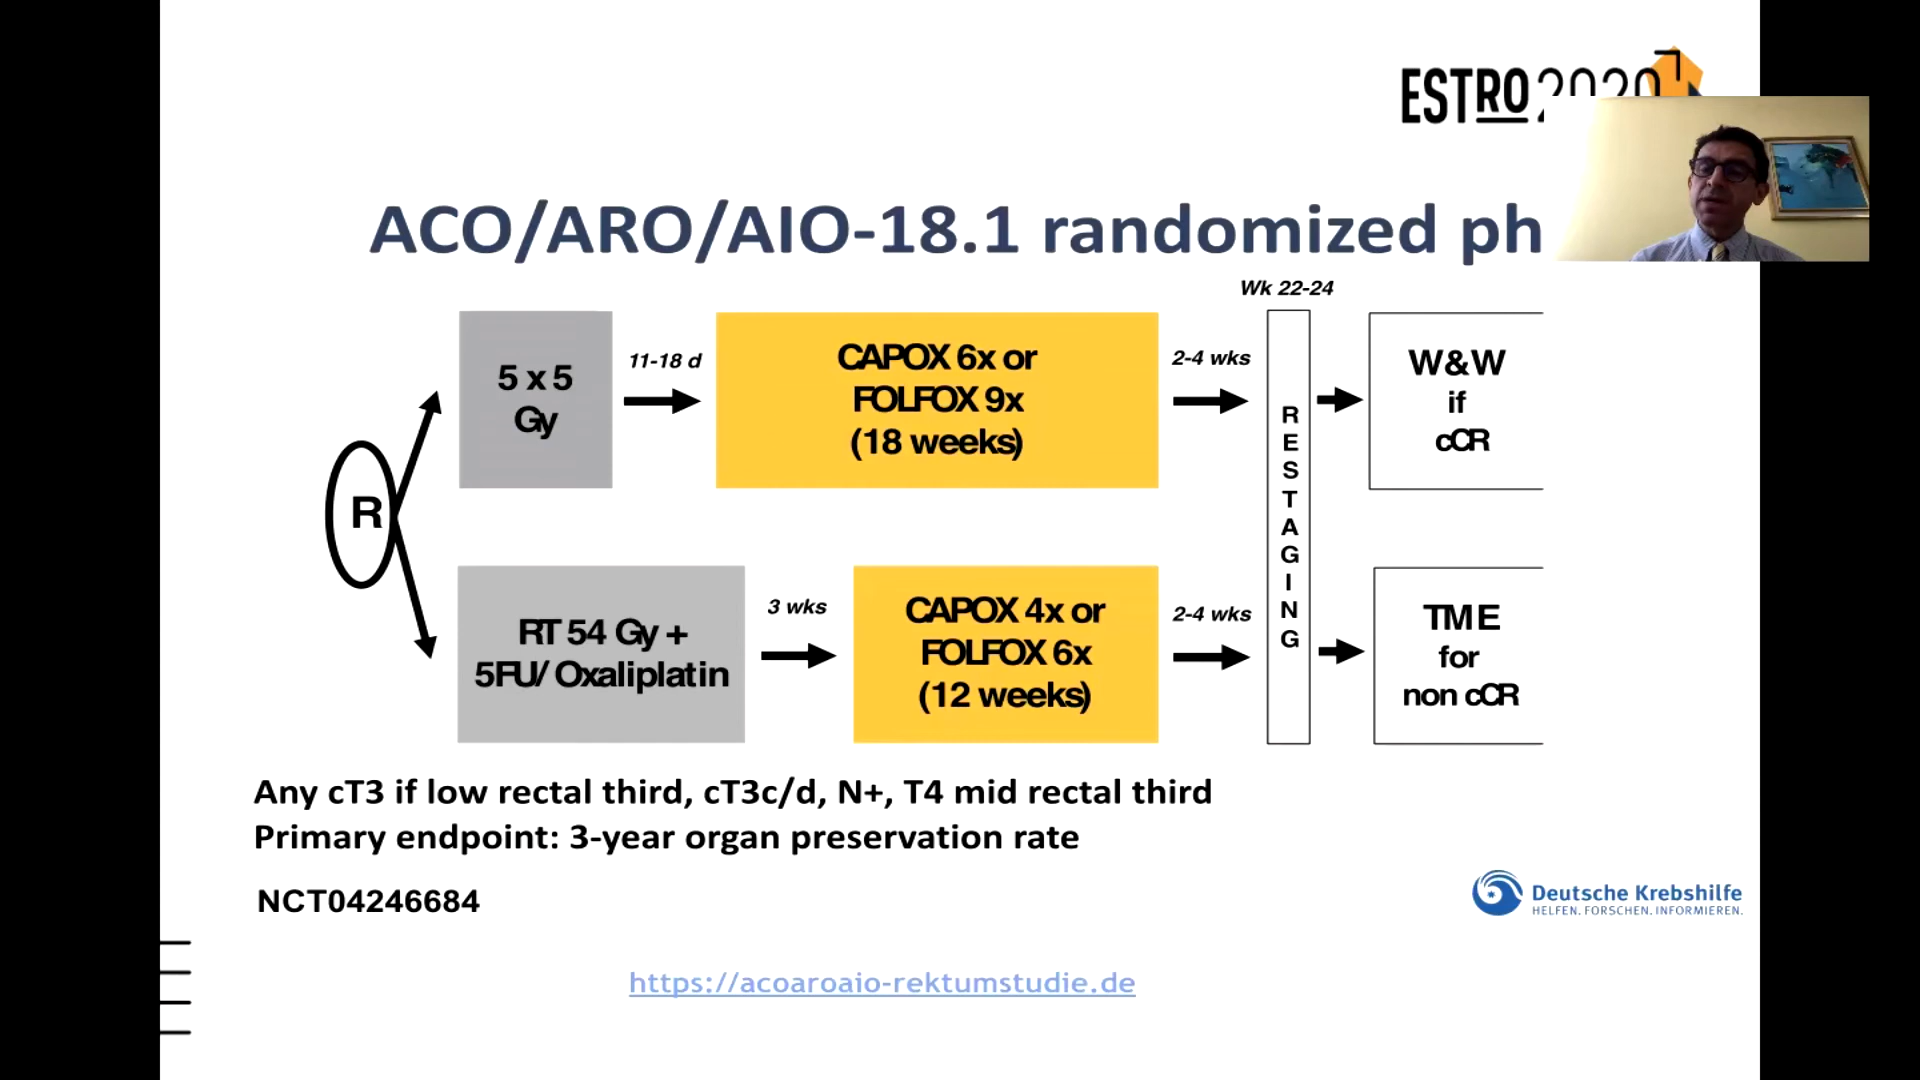 ESTRO 2020
ACO/ARO/AIO-18.1 randomized ph
Wk 22-24
5 x 5
Gy
11-18 d
CAPOX 6x or
FOLFOX 9x
(18 weeks)
2-4 wks
W&W
if
cCR
R
RESTAGING
RT 54 Gy +
5FU/ Oxaliplatin
3 wks
CAPOX 4x or
FOLFOX 6x
(12 weeks)
2-4 wks
TME
for
non cCR
Any cT3 if low rectal third, cT3c/d, N+, T4 mid rectal third
Primary endpoint: 3-year organ preservation rate
NCT04246684
Deutsche Krebshilfe
HELFEN. FORSCHEN. INFORMIEREN.
https://acoaroaio-rektumstudie.de